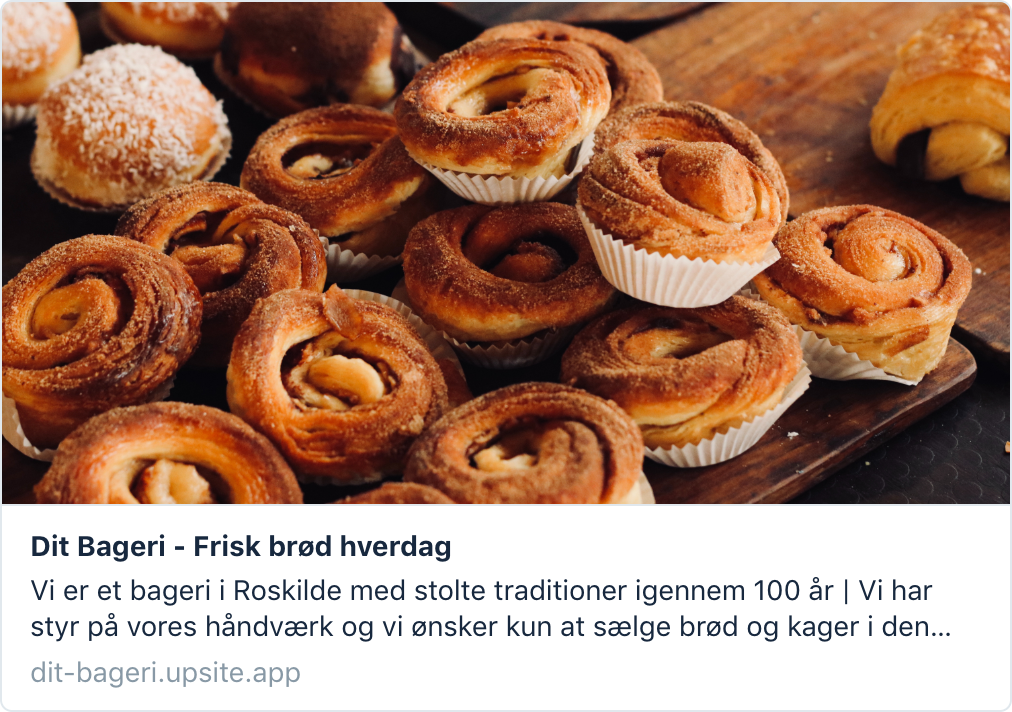 Dit Bageri - Frisk brød hverdag
Vi er et bageri i Roskilde med stolte traditioner igennem 100 år | Vi har
styr på vores håndværk og vi ønsker kun at sælge brød og kager i den...
dit-bageri.upsite.app